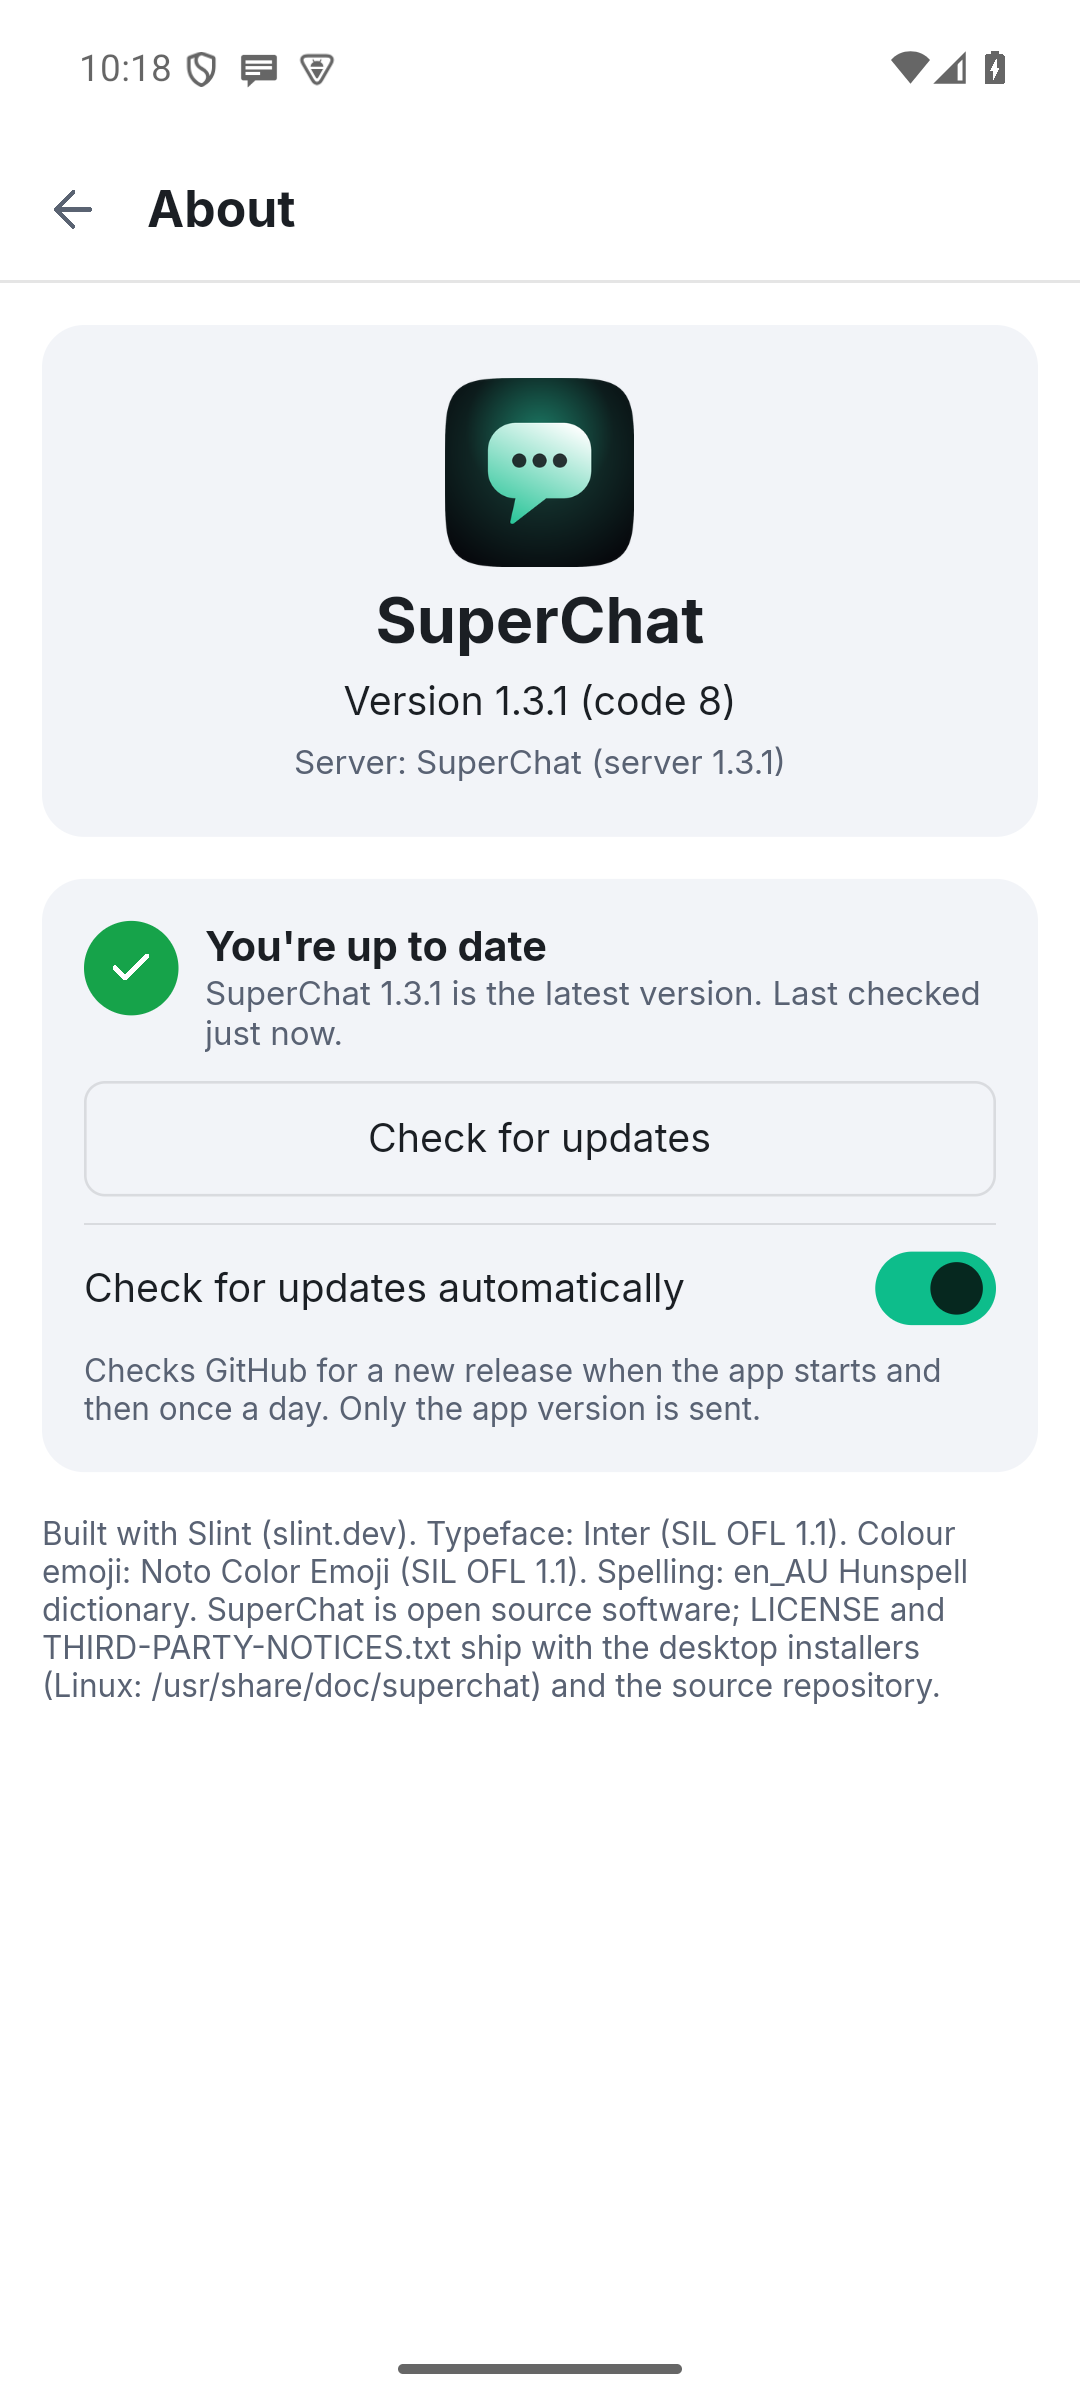 10:18
About
SuperChat
Version 1.3.1 (code 8)
Server: SuperChat (server 1.3.1)
You're up to date
SuperChat 1.3.1 is the latest version. Last checked
just now.
Check for updates
Check for updates automatically
Checks GitHub for a new release when the app starts and
then once a day. Only the app version is sent.
Built with Slint (slint.dev). Typeface: Inter (SIL OFL 1.1). Colour
emoji: Noto Color Emoji (SIL OFL 1.1). Spelling: en_AU Hunspell
dictionary. SuperChat is open source software; LICENSE and
THIRD-PARTY-NOTICES.txt ship with the desktop installers
(Linux: /usr/share/doc/superchat) and the source repository.